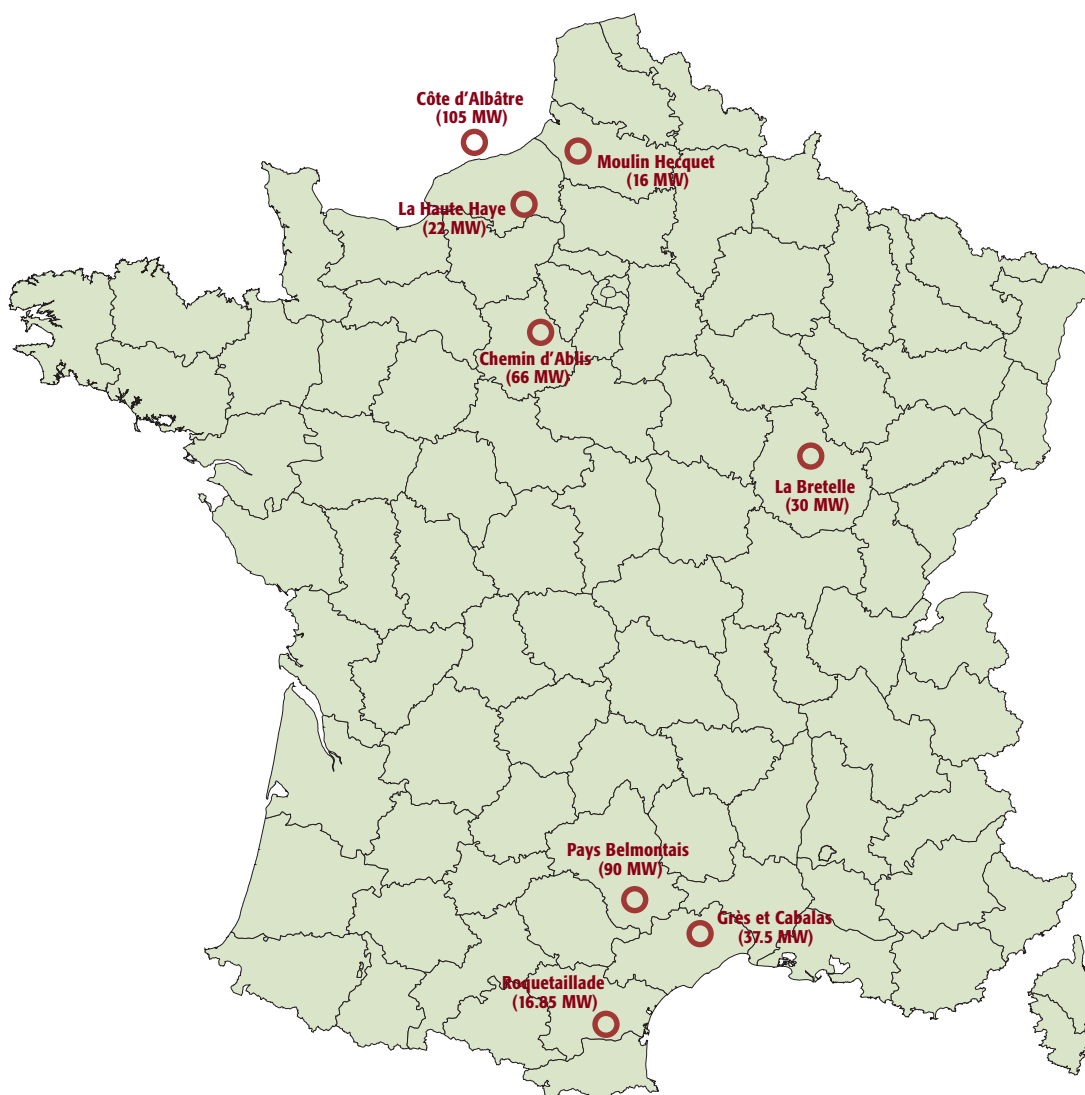 Côte d'Albâtre
(105 MW)
Moulin Hecquet
(16 MW)
La Haute Haye
(22 MW)
Chemin d'Ablis
(66 MW)
La Bretelle
(30 MW)
Pays Belmontais
(90 MW)
Grès et Cabalas
(37.5 MW)
Roquetaillade
(16.85 MW)